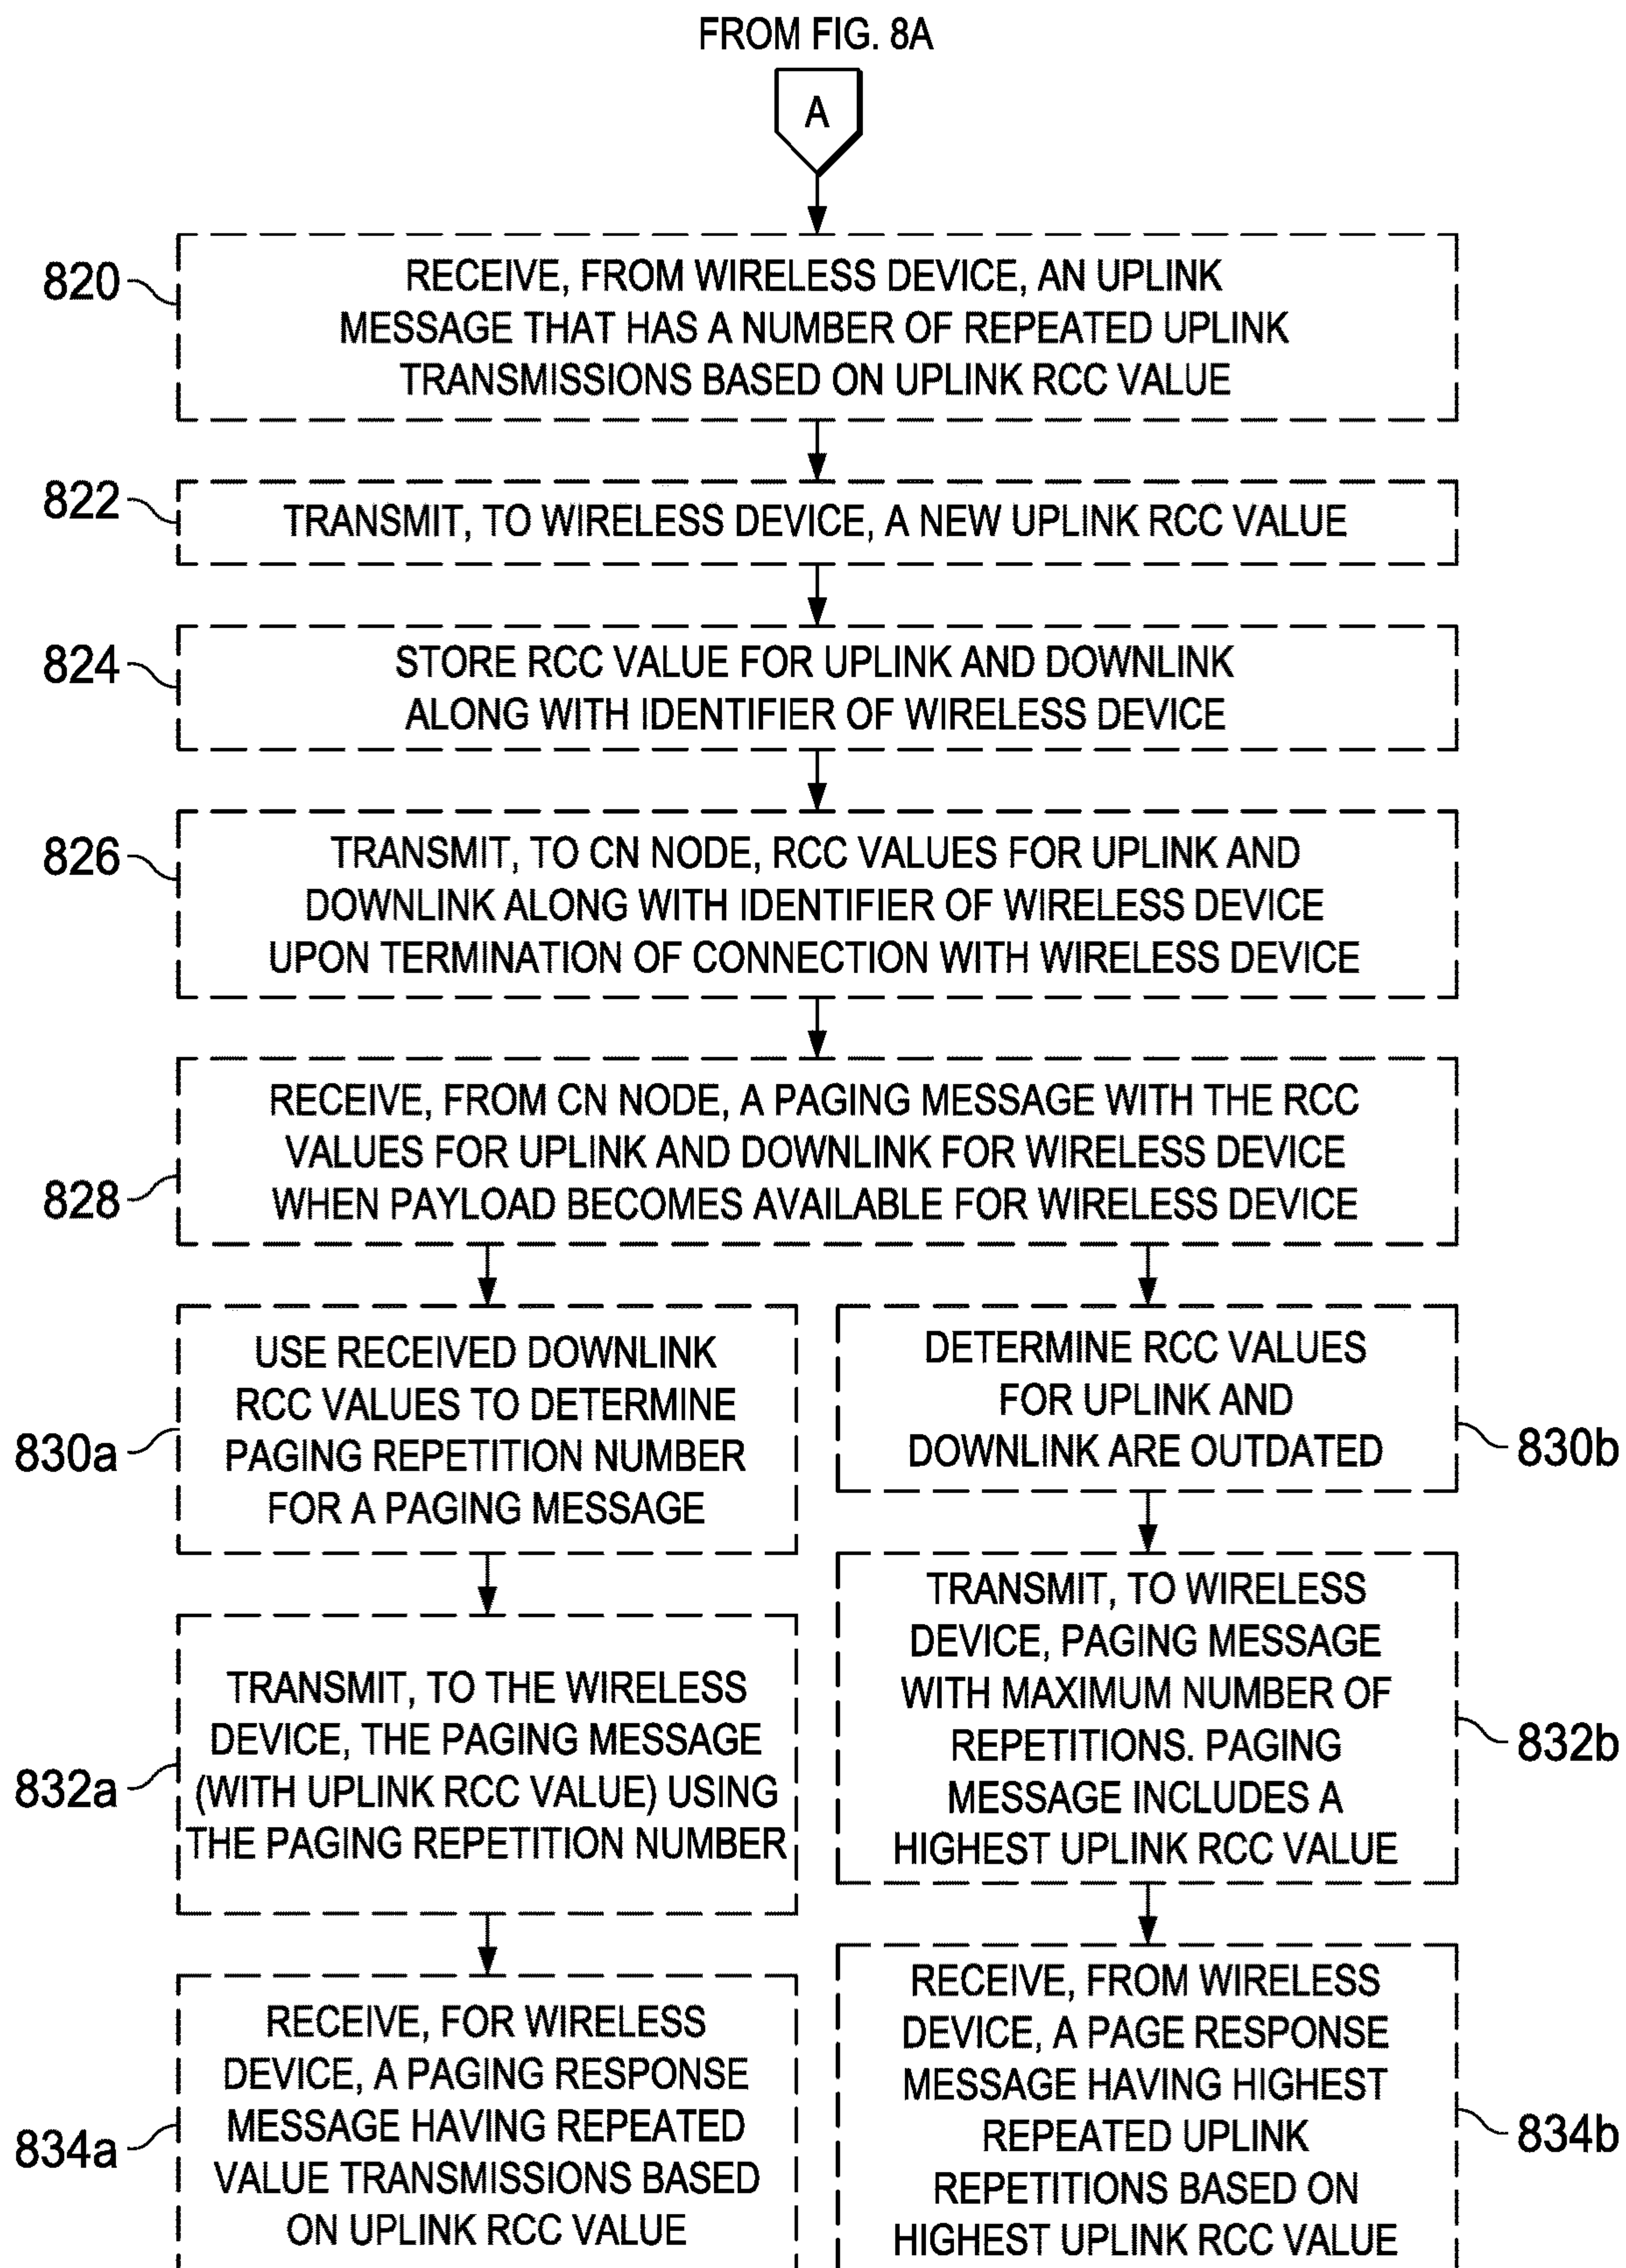 FROM FIG. 8A
A
820
RECEIVE, FROM WIRELESS DEVICE, AN UPLINK
MESSAGE THAT HAS A NUMBER OF REPEATED UPLINK
TRANSMISSIONS BASED ON UPLINK RCC VALUE
822
TRANSMIT, TO WIRELESS DEVICE, A NEW UPLINK RCC VALUE
824
STORE RCC VALUE FOR UPLINK AND DOWNLINK
ALONG WITH IDENTIFIER OF WIRELESS DEVICE
826
TRANSMIT, TO CN NODE, RCC VALUES FOR UPLINK AND
DOWNLINK ALONG WITH IDENTIFIER OF WIRELESS DEVICE
UPON TERMINATION OF CONNECTION WITH WIRELESS DEVICE
828
RECEIVE, FROM CN NODE, A PAGING MESSAGE WITH THE RCC
VALUES FOR UPLINK AND DOWNLINK FOR WIRELESS DEVICE
WHEN PAYLOAD BECOMES AVAILABLE FOR WIRELESS DEVICE
830a
USE RECEIVED DOWNLINK
RCC VALUES TO DETERMINE
PAGING REPETITION NUMBER
FOR A PAGING MESSAGE
832a
TRANSMIT, TO THE WIRELESS
DEVICE, THE PAGING MESSAGE
(WITH UPLINK RCC VALUE) USING
THE PAGING REPETITION NUMBER
834a
RECEIVE, FOR WIRELESS
DEVICE, A PAGING RESPONSE
MESSAGE HAVING REPEATED
VALUE TRANSMISSIONS BASED
ON UPLINK RCC VALUE
DETERMINE RCC VALUES
FOR UPLINK AND
DOWNLINK ARE OUTDATED
830b
TRANSMIT, TO WIRELESS
DEVICE, PAGING MESSAGE
WITH MAXIMUM NUMBER OF
REPETITIONS. PAGING
MESSAGE INCLUDES A
HIGHEST UPLINK RCC VALUE
832b
RECEIVE, FROM WIRELESS
DEVICE, A PAGE RESPONSE
MESSAGE HAVING HIGHEST
REPEATED UPLINK
REPETITIONS BASED ON
HIGHEST UPLINK RCC VALUE
834b